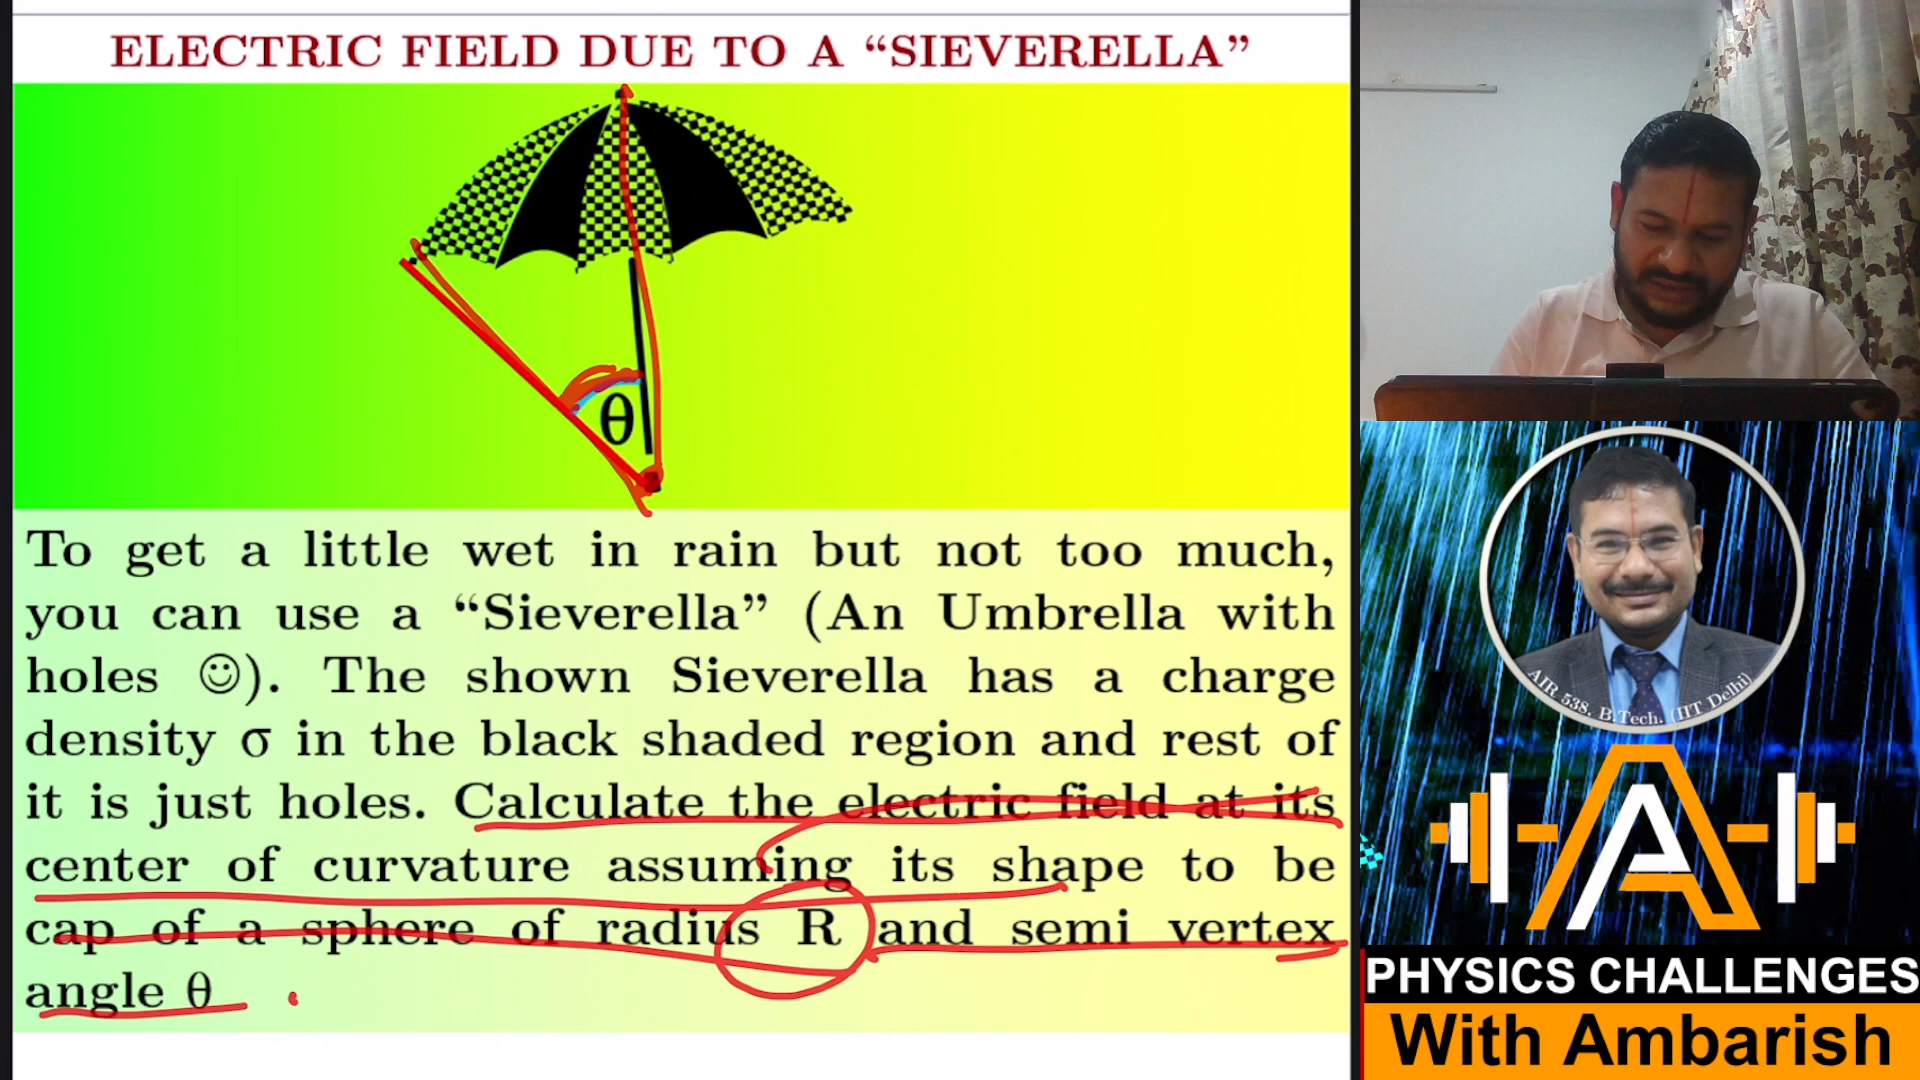 ELECTRIC FIELD DUE TO A “SIEVERELLA”
θ
To get a little wet in rain but not too much,
you can use a “Sieverella” (An Umbrella with
holes ☺). The shown Sieverella has a charge
density σ in the black shaded region and rest of
it is just holes. Calculate the electric field at its
center of curvature assuming its shape to be
cap of a sphere of radius R and semi vertex
angle θ
AIR 538, B.Tech. (IIT Delhi)
PHYSICS CHALLENGES
With Ambarish